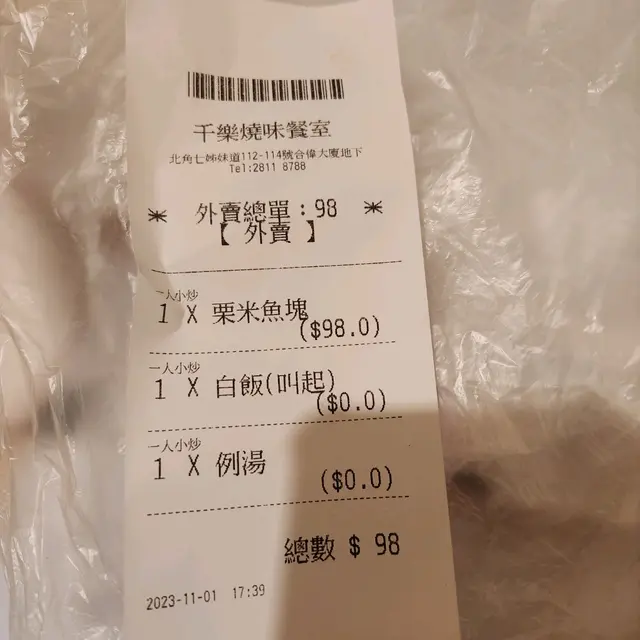 千樂燒味餐室
北角七姊妹道112-114號合偉大廈地下
Tel:2811 8788
* 外賣總單:98 *
【 外賣 】
一人小炒
1 X 栗米魚塊
($98.0)
一人小炒
1 X 白飯(叫起)
($0.0)
一人小炒
1 X 例湯
($0.0)
總數 $ 98
2023-11-01 17:39